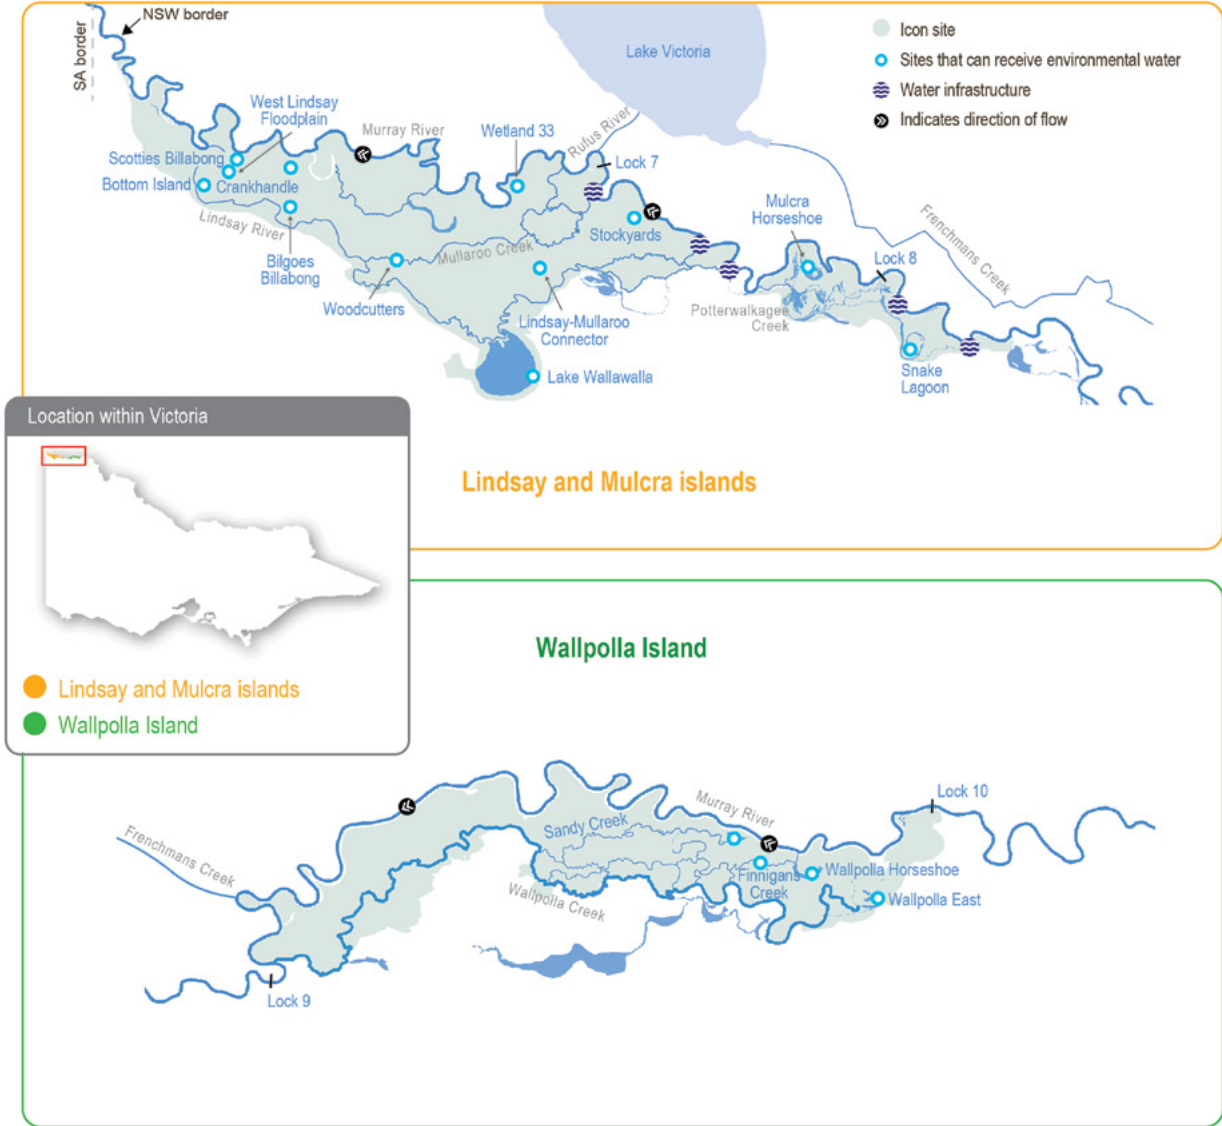 NSW border
SA border
Lake Victoria
Icon site
Sites that can receive environmental water
Water infrastructure
Indicates direction of flow
West Lindsay
Floodplain
Murray River
Wetland 33
Rufus River
Lock 7
Scotties Billabong
Bottom Island
Crankhandle
Lindsay River
Bilgoes
Billabong
Mullaroo Creek
Woodcutters
Stockyards
Mulcra
Horseshoe
Lock 8
Frenchmans Creek
Potterwalkagee
Creek
Lindsay-Mullaroo
Connector
Lake Wallawalla
Snake
Lagoon
Location within Victoria
Lindsay and Mulcra islands
Wallpolla Island
Lindsay and Mulcra islands
Wallpolla Island
Lock 10
Murray River
Sandy Creek
Frenchmans Creek
Finnigans
Creek
Wallpolla Horseshoe
Wallpolla East
Wallpolla Creek
Lock 9